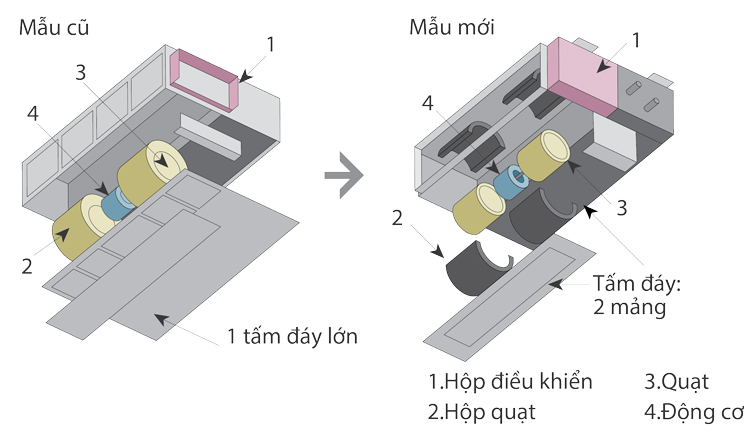 Mẫu cũ
1
3
4
2
1 tấm đáy lớn
Mẫu mới
1
4
2
3
Tấm đáy:
2 mảng
1.Hộp điều khiển
3.Quạt
2.Hộp quạt
4.Động cơ